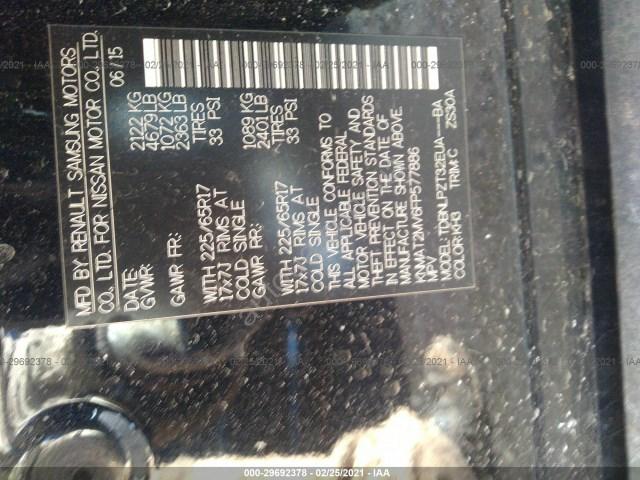 MFD BY RENAULT SAMSUNG MOTORS
CO., LTD. FOR NISSAN MOTOR CO., LTD.
DATE: 06/15
GVWR: 2122 KG
4679 LB
GAWR FR: 1072 KG
2363 LB
WITH 225/65R17 TIRES
17x7J RIMS AT 33 PSI
COLD SINGLE
GAWR RR: 1089 KG
2401 LB
WITH 225/65R17 TIRES
17x7J RIMS AT 33 PSI
COLD SINGLE
THIS VEHICLE CONFORMS TO
ALL APPLICABLE FEDERAL
MOTOR VEHICLE SAFETY AND
THEFT PREVENTION STANDARDS
IN EFFECT ON THE DATE OF
MANUFACTURE SHOWN ABOVE.
KNMAT2MV6FP577886
MPV
MODEL: TDBNLPZT32EUA----BA
COLOR:KH3 TRIM:C ZS30A
000-29692378 - 02/25/2021 - IAA